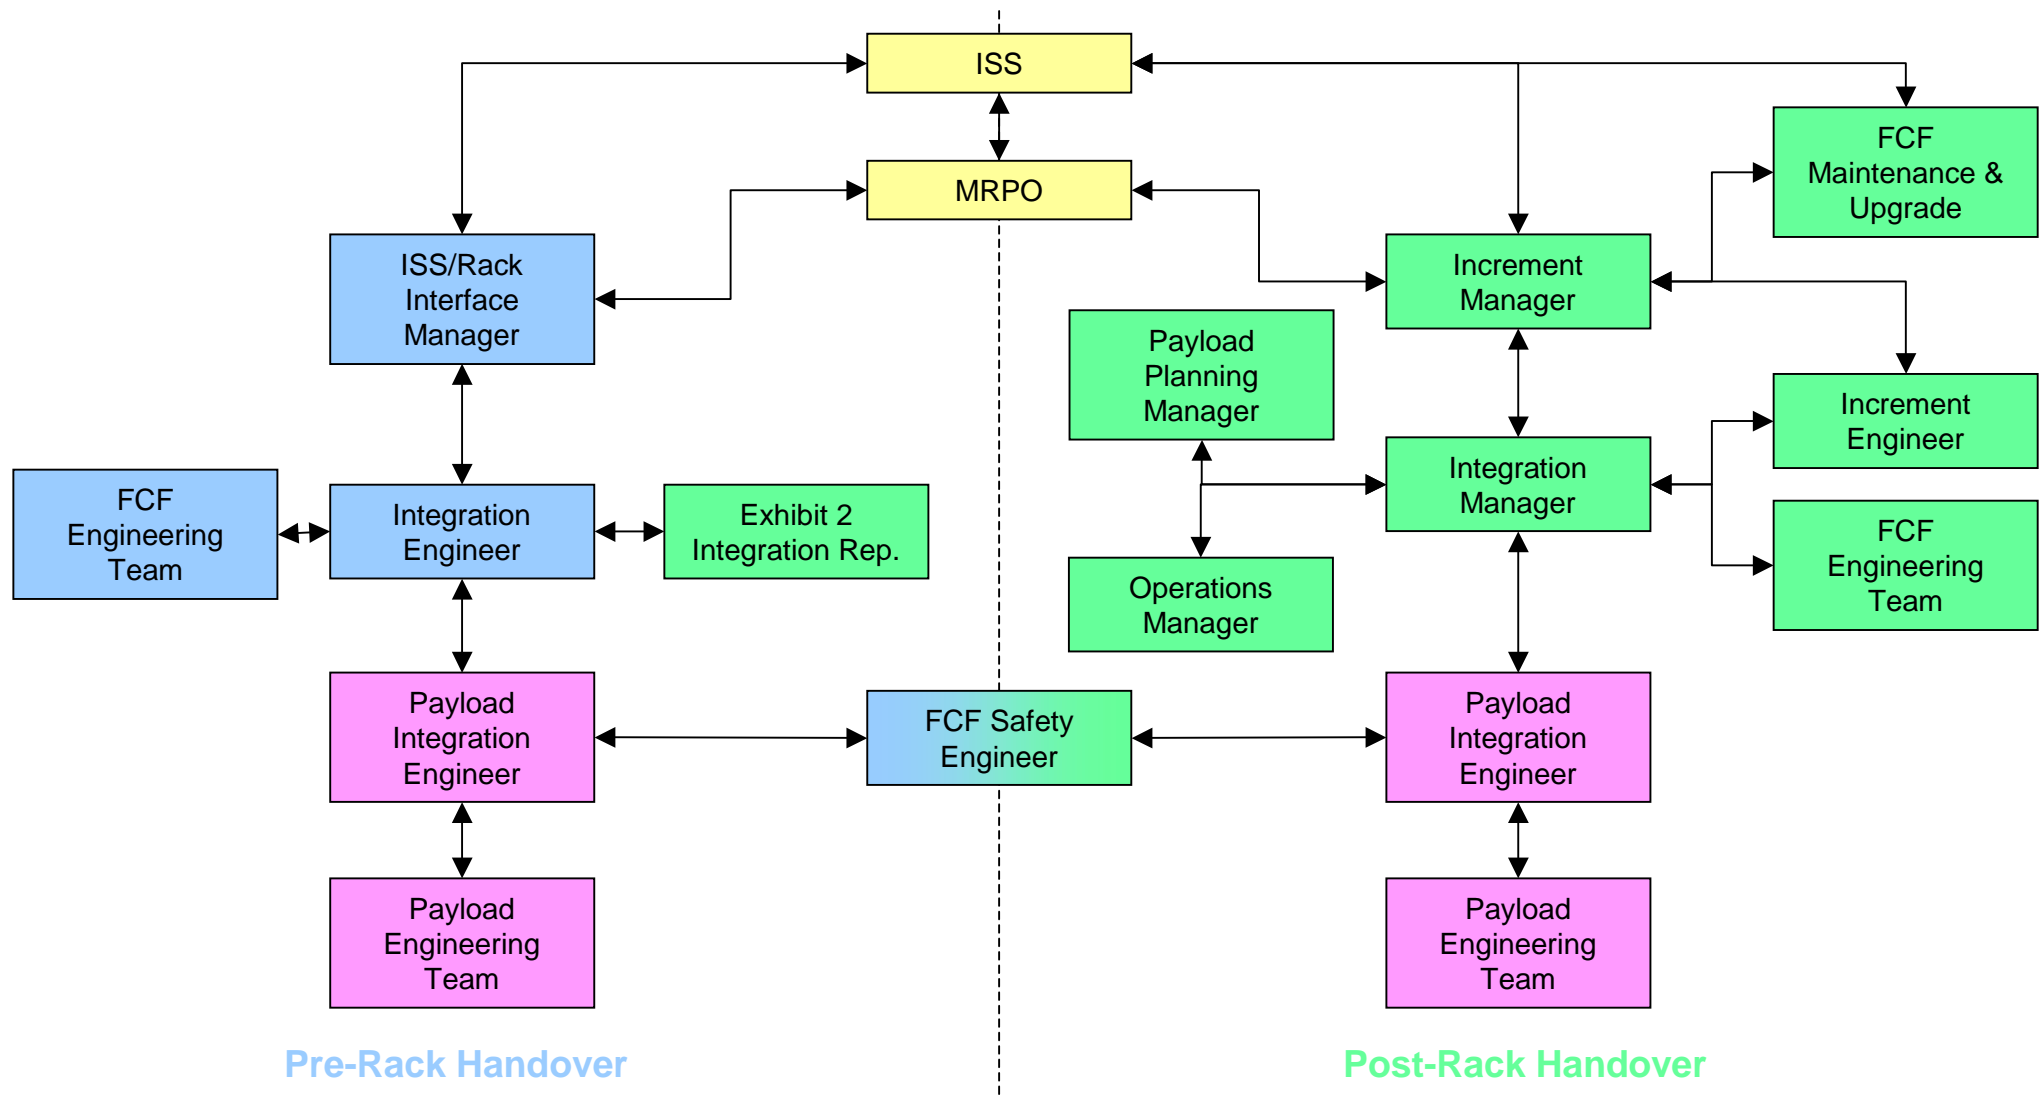 ISS
MRPO
FCF
Maintenance &
Upgrade
ISS/Rack
Interface
Manager
Increment
Manager
Payload
Planning
Manager
Increment
Engineer
FCF
Engineering
Team
Integration
Engineer
Exhibit 2
Integration Rep.
Integration
Manager
FCF
Engineering
Team
Operations
Manager
Payload
Integration
Engineer
FCF Safety
Engineer
Payload
Integration
Engineer
Payload
Engineering
Team
Payload
Engineering
Team
Pre-Rack Handover
Post-Rack Handover